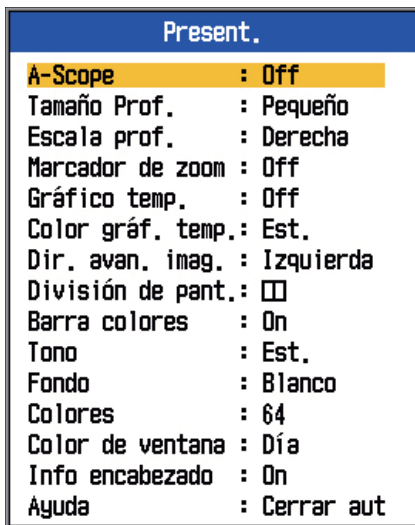 Present.
A-Scope : Off
Tamaño Prof. : Pequeño
Escala prof. : Derecha
Marcador de zoom : Off
Gráfico temp. : Off
Color gráf. temp.: Est.
Dir. avan. imag. : Izquierda
División de pant.:
Barra colores : On
Tono : Est.
Fondo : Blanco
Colores : 64
Color de ventana : Día
Info encabezado : On
Ayuda : Cerrar aut